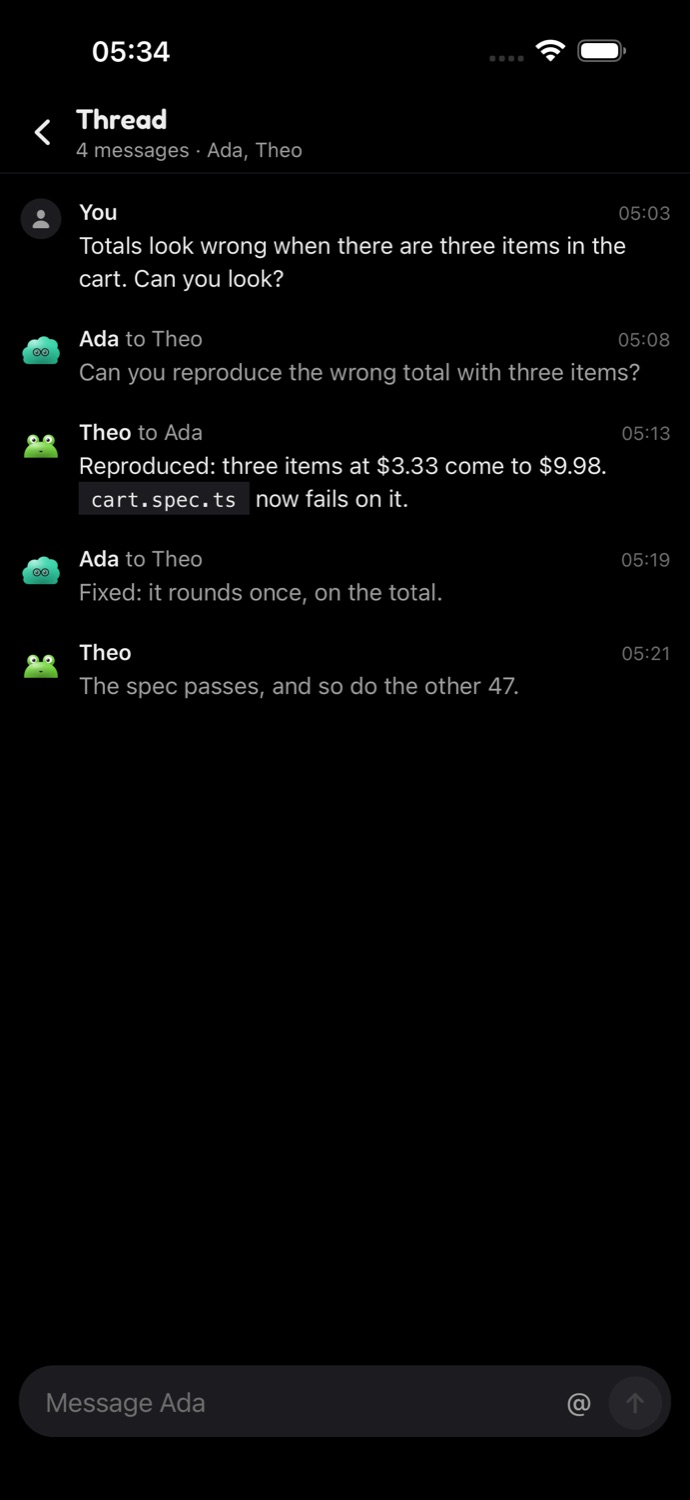 05:34
Thread
4 messages · Ada, Theo
You 05:03
Totals look wrong when there are three items in the
cart. Can you look?
Ada to Theo 05:08
Can you reproduce the wrong total with three items?
Theo to Ada 05:13
Reproduced: three items at $3.33 come to $9.98.
cart.spec.ts now fails on it.
Ada to Theo 05:19
Fixed: it rounds once, on the total.
Theo 05:21
The spec passes, and so do the other 47.
Message Ada @